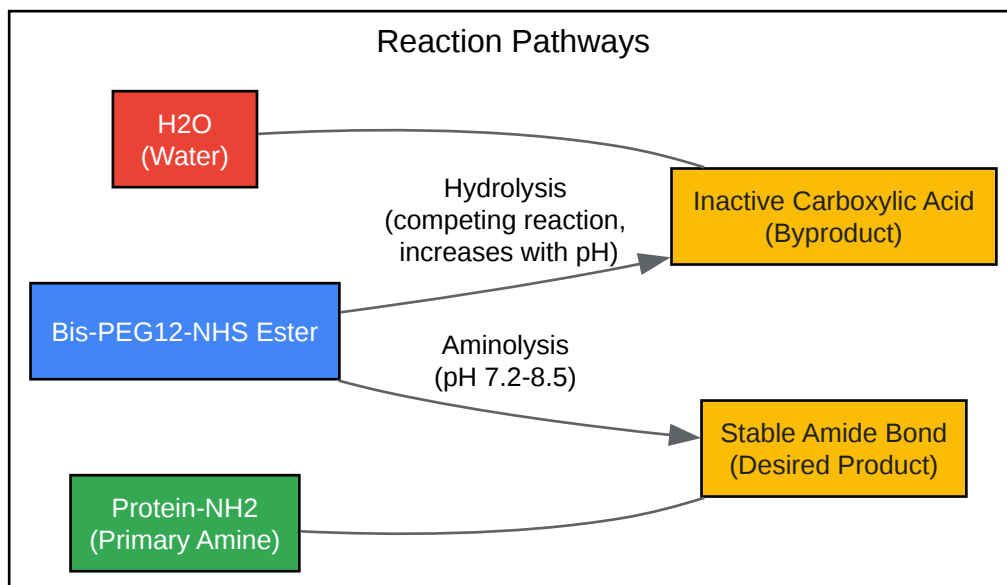 Reaction Pathways
H2O
(Water)
Hydrolysis
(competing reaction,
increases with pH)
Inactive Carboxylic Acid
(Byproduct)
Bis-PEG12-NHS Ester
Aminolysis
(pH 7.2-8.5)
Stable Amide Bond
(Desired Product)
Protein-NH2
(Primary Amine)